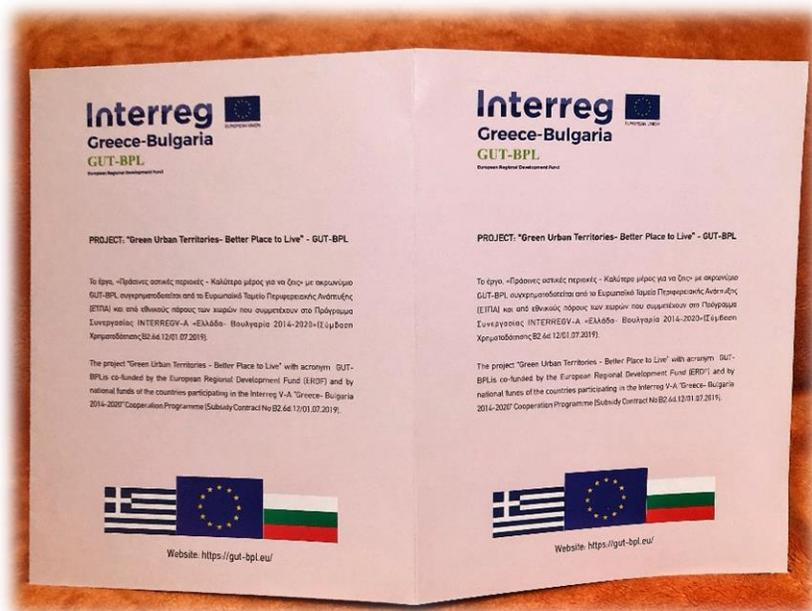 Interreg
EUROPEAN UNION
Greece-Bulgaria
GUT-BPL
European Regional Development Fund
PROJECT: "Green Urban Territories- Better Place to Live" - GUT-BPL
Το έργο, «Πράσινες αστικές περιοχές - Καλύτερο μέρος για να ζεις» με ακρωνύμιο
GUT-BPL συγχρηματοδοτείται από το Ευρωπαϊκό Ταμείο Περιφερειακής Ανάπτυξης
(ΕΤΠΑ) και από εθνικούς πόρους των χωρών που συμμετέχουν στο Πρόγραμμα
Συνεργασίας INTERREGV-A «Ελλάδα- Βουλγαρία 2014-2020»(Σύμβαση
Χρηματοδότησης B2.6d.12/01.07.2019).
The project "Green Urban Territories - Better Place to Live" with acronym GUT-
BPLis co-funded by the European Regional Development Fund (ERDF) and by
national funds of the countries participating in the Interreg V-A "Greece- Bulgaria
2014-2020" Cooperation Programme (Subsidy Contract No B2.6d.12/01.07.2019).
Website: https://gut-bpl.eu/
Interreg
EUROPEAN UNION
Greece-Bulgaria
GUT-BPL
European Regional Development Fund
PROJECT: "Green Urban Territories- Better Place to Live" - GUT-BPL
Το έργο, «Πράσινες αστικές περιοχές - Καλύτερο μέρος για να ζεις» με ακρωνύμιο
GUT-BPL συγχρηματοδοτείται από το Ευρωπαϊκό Ταμείο Περιφερειακής Ανάπτυξης
(ΕΤΠΑ) και από εθνικούς πόρους των χωρών που συμμετέχουν στο Πρόγραμμα
Συνεργασίας INTERREGV-A «Ελλάδα- Βουλγαρία 2014-2020»(Σύμβαση
Χρηματοδότησης B2.6d.12/01.07.2019).
The project "Green Urban Territories - Better Place to Live" with acronym GUT-
BPLis co-funded by the European Regional Development Fund (ERDF) and by
national funds of the countries participating in the Interreg V-A "Greece- Bulgaria
2014-2020" Cooperation Programme (Subsidy Contract No B2.6d.12/01.07.2019).
Website: https://gut-bpl.eu/